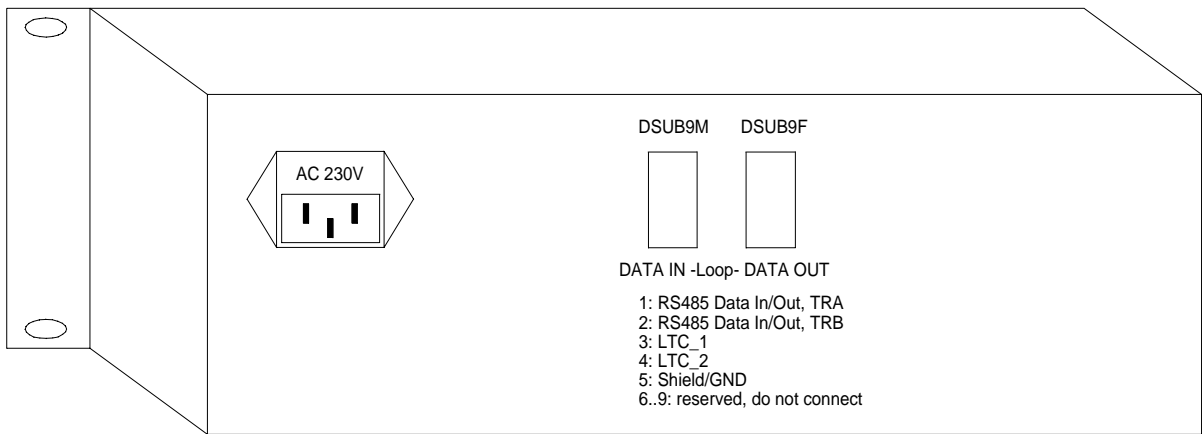 DSUB9M DSUB9F
AC 230V
DATA IN -Loop- DATA OUT
1: RS485 Data In/Out, TRA
2: RS485 Data In/Out, TRB
3: LTC_1
4: LTC_2
5: Shield/GND
6..9: reserved, do not connect